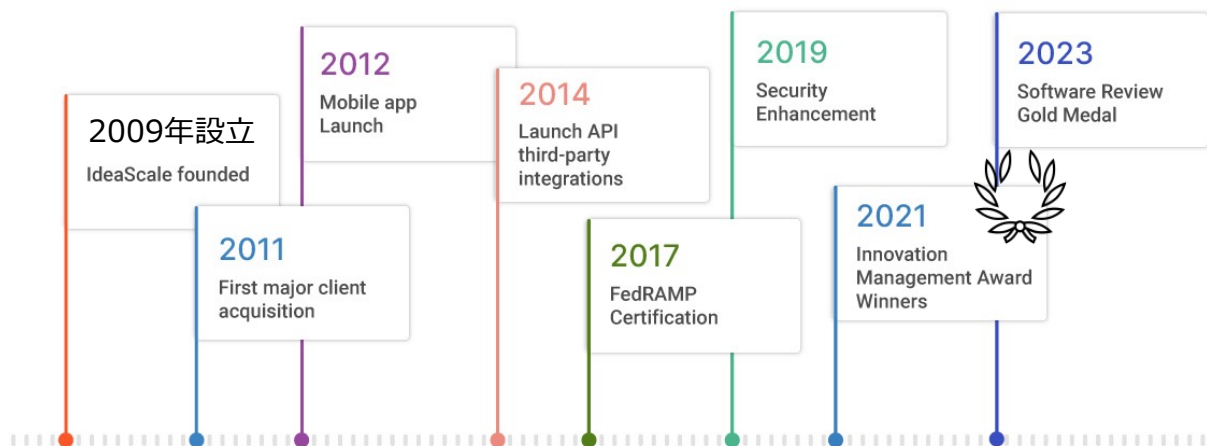 2009年設立
IdeaScale founded
2011
First major client
acquisition
2012
Mobile app
Launch
2014
Launch API
third-party
integrations
2017
FedRAMP
Certification
2019
Security
Enhancement
2021
Innovation
Management Award
Winners
2023
Software Review
Gold Medal